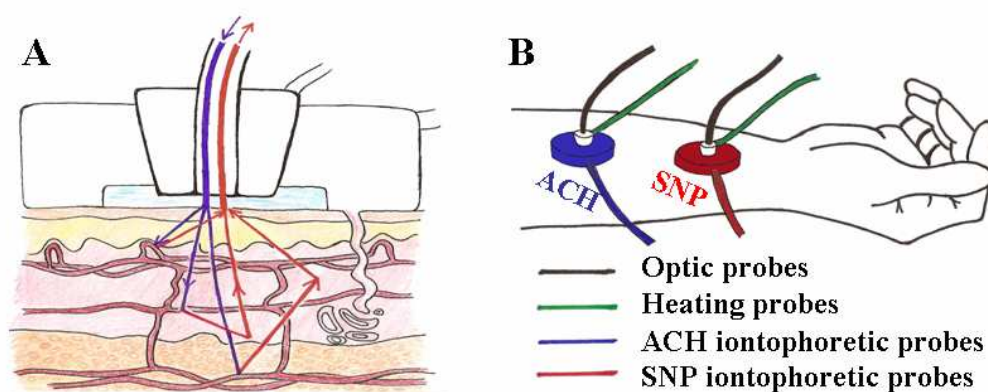 A
B
ACH
SNP
Optic probes
Heating probes
ACH iontophoretic probes
SNP iontophoretic probes